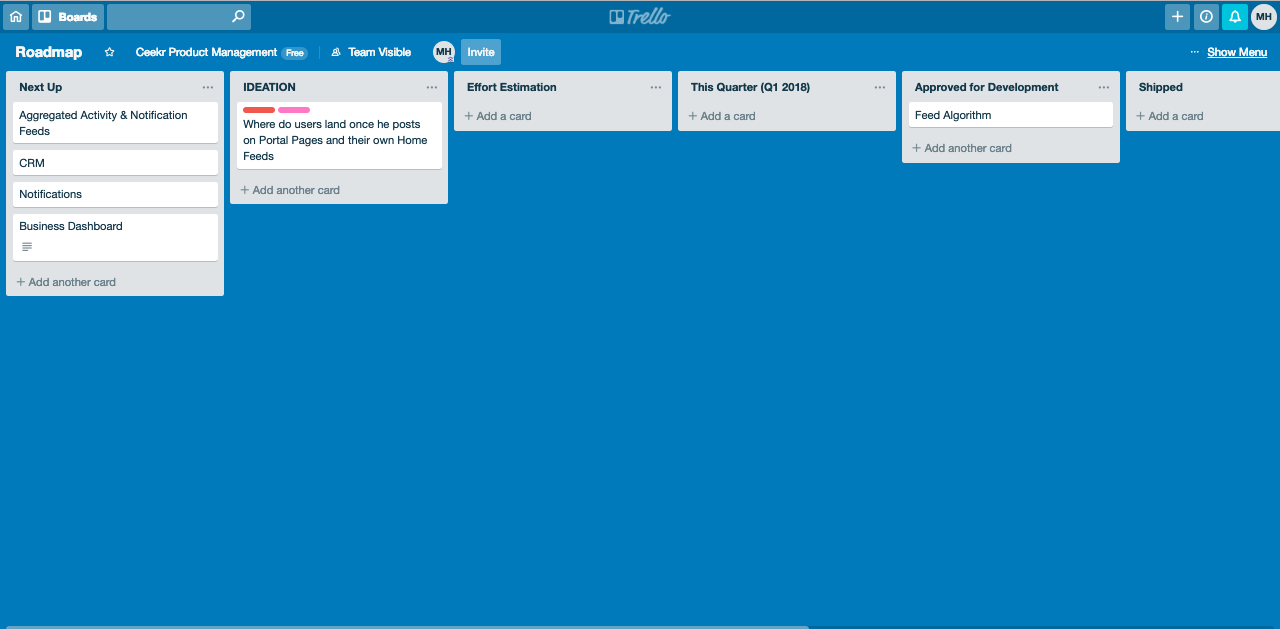 Boards
Trello
MH
Roadmap
Ceekr Product Management Free
Team Visible
MH
Invite
... Show Menu
Next Up
Aggregated Activity & Notification
Feeds
CRM
Notifications
Business Dashboard
+ Add another card
IDEATION
Where do users land once he posts
on Portal Pages and their own Home
Feeds
+ Add another card
Effort Estimation
+ Add a card
This Quarter (Q1 2018)
+ Add a card
Approved for Development
Feed Algorithm
+ Add another card
Shipped
+ Add a card